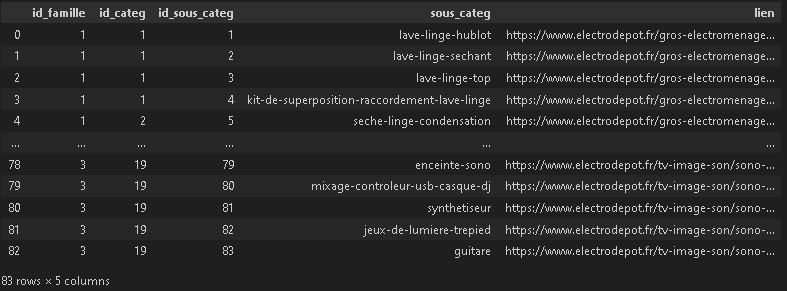 id_famille id_categ id_sous_categ sous_categ lien
0 1 1 1 lave-linge-hublot https://www.electrodepot.fr/gros-electromenage...
1 1 1 2 lave-linge-sechant https://www.electrodepot.fr/gros-electromenage...
2 1 1 3 lave-linge-top https://www.electrodepot.fr/gros-electromenage...
3 1 1 4 kit-de-superposition-raccordement-lave-linge https://www.electrodepot.fr/gros-electromenage...
4 1 2 5 seche-linge-condensation https://www.electrodepot.fr/gros-electromenage...
... ... ... ... ... ...
78 3 19 79 enceinte-sono https://www.electrodepot.fr/tv-image-son/sono-...
79 3 19 80 mixage-controleur-usb-casque-dj https://www.electrodepot.fr/tv-image-son/sono-...
80 3 19 81 synthetiseur https://www.electrodepot.fr/tv-image-son/sono-...
81 3 19 82 jeux-de-lumiere-trepied https://www.electrodepot.fr/tv-image-son/sono-...
82 3 19 83 guitare https://www.electrodepot.fr/tv-image-son/sono-...
83 rows × 5 columns